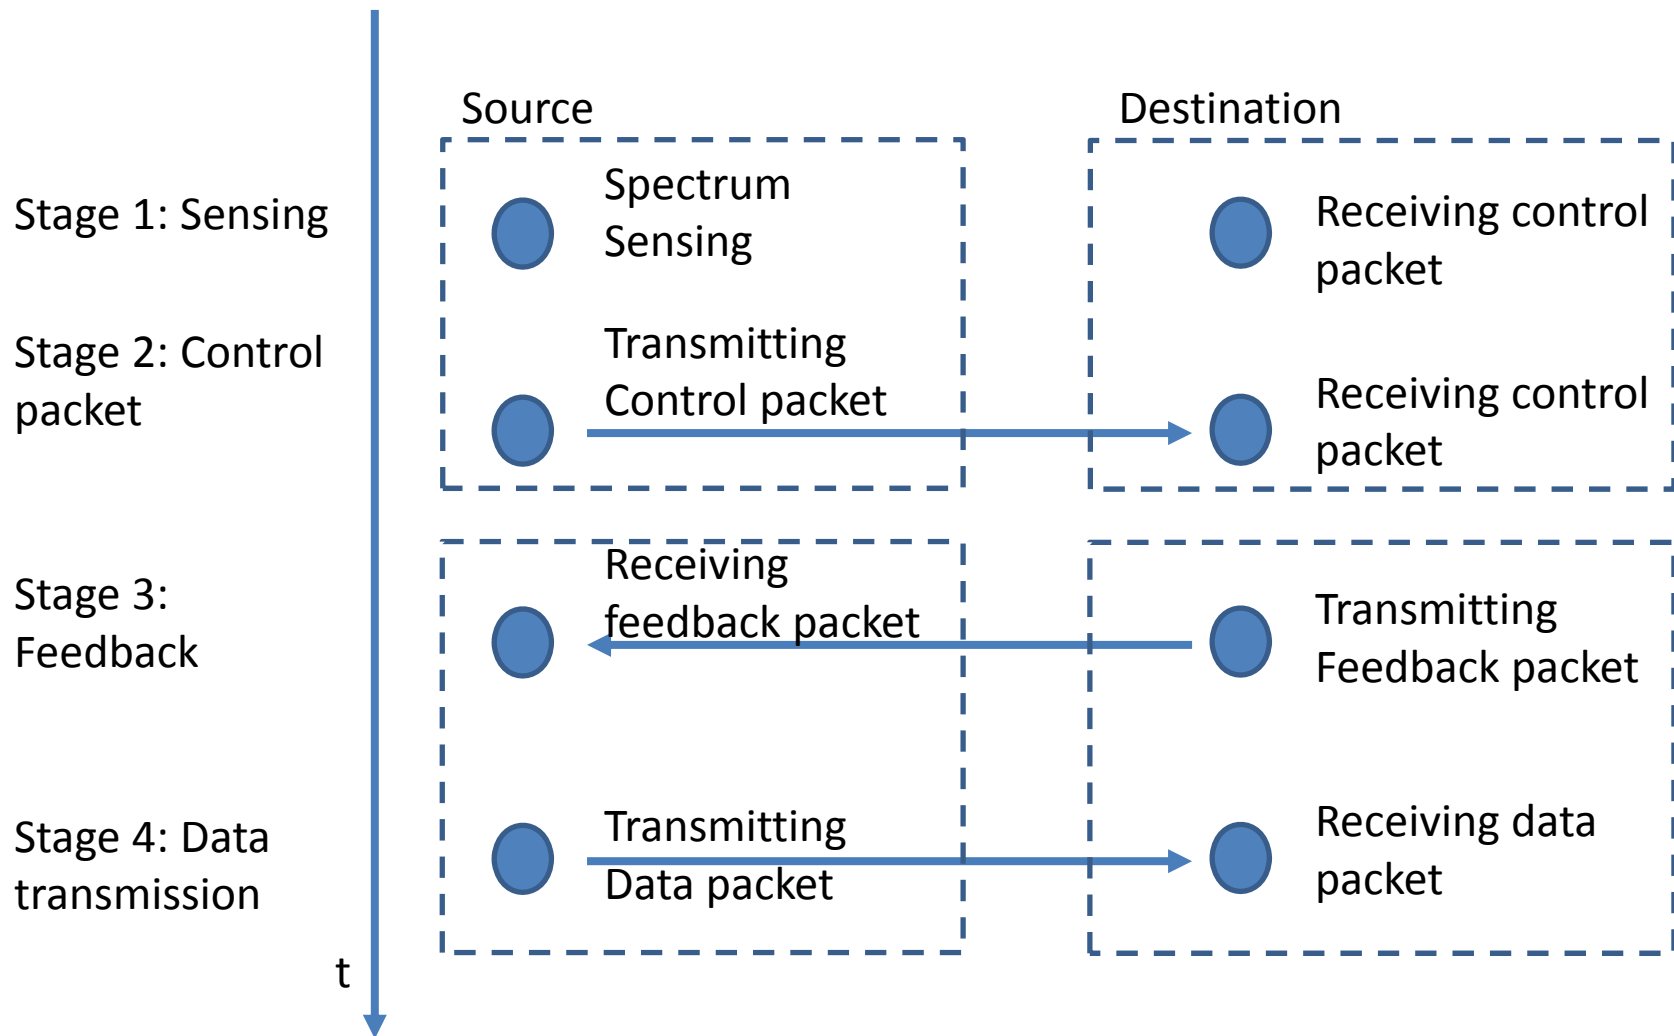 Source
Destination
Stage 1: Sensing
Spectrum
Sensing
Receiving control
packet
Stage 2: Control
packet
Transmitting
Control packet
Receiving control
packet
Stage 3:
Feedback
Receiving
feedback packet
Transmitting
Feedback packet
Stage 4: Data
transmission
Transmitting
Data packet
Receiving data
packet
t